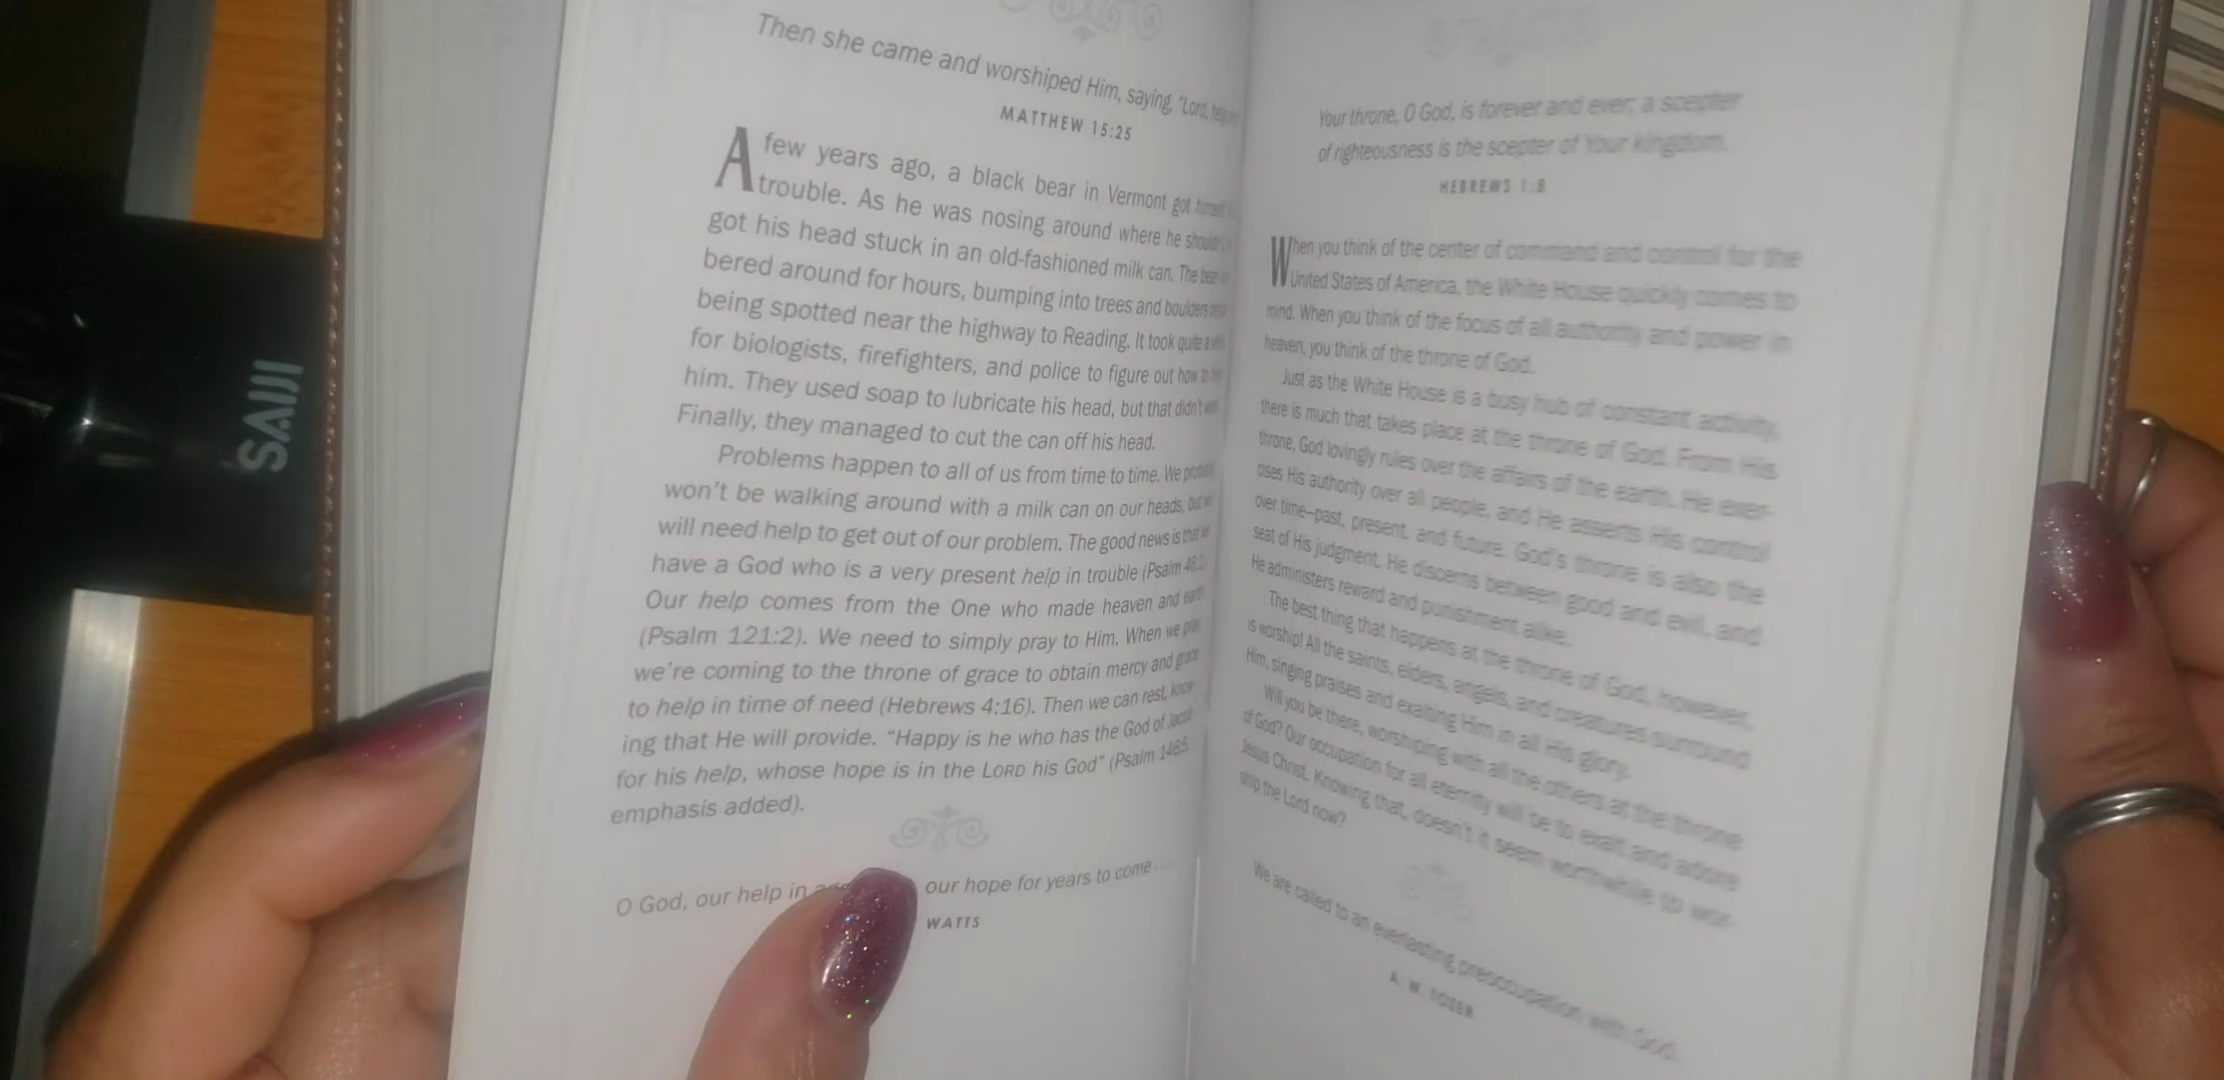 SAIJI
Then she came and worshiped Him, saying, "Lord, help
MATTHEW 15:25
A few years ago, a black bear in Vermont got himself
trouble. As he was nosing around where he shouldn't
got his head stuck in an old-fashioned milk can. The bear
bered around for hours, bumping into trees and boulders
being spotted near the highway to Reading. It took quite a
for biologists, firefighters, and police to figure out how to
him. They used soap to lubricate his head, but that didn't
Finally, they managed to cut the can off his head.
Problems happen to all of us from time to time. We probably
won't be walking around with a milk can on our heads, but we
will need help to get out of our problem. The good news is that we
have a God who is a very present help in trouble (Psalm 46:1)
Our help comes from the One who made heaven and earth
(Psalm 121:2). We need to simply pray to Him. When we pray
we're coming to the throne of grace to obtain mercy and grace
to help in time of need (Hebrews 4:16). Then we can rest, know-
ing that He will provide. "Happy is he who has the God of Jacob
for his help, whose hope is in the LORD his God" (Psalm 146:5
emphasis added).
O God, our help in our hope for years to come...
WATTS
Your throne, O God, is forever and ever; a scepter
of righteousness is the scepter of Your kingdom.
HEBREWS 1:8
When you think of the center of command and control for the
United States of America, the White House quickly comes to
mind. When you think of the focus of all authority and power in
heaven, you think of the throne of God.
Just as the White House is a busy hub of constant activity,
there is much that takes place at the throne of God. From His
throne, God lovingly rules over the affairs of the earth. He exer-
cises His authority over all people, and He asserts His control
over time—past, present, and future. God's throne is also the
seat of His judgment. He discerns between good and evil, and
He administers reward and punishment alike.
The best thing that happens at the throne of God, however,
is worship! All the saints, elders, angels, and creatures surround
Him, singing praises and exalting Him in all His glory.
Will you be there, worshiping with all the others at the throne
of God? Our occupation for all eternity will be to exalt and adore
Jesus Christ. Knowing that, doesn't it seem worthwhile to wor-
ship the Lord now?
We are called to an everlasting preoccupation with God.
A. W. TOZER